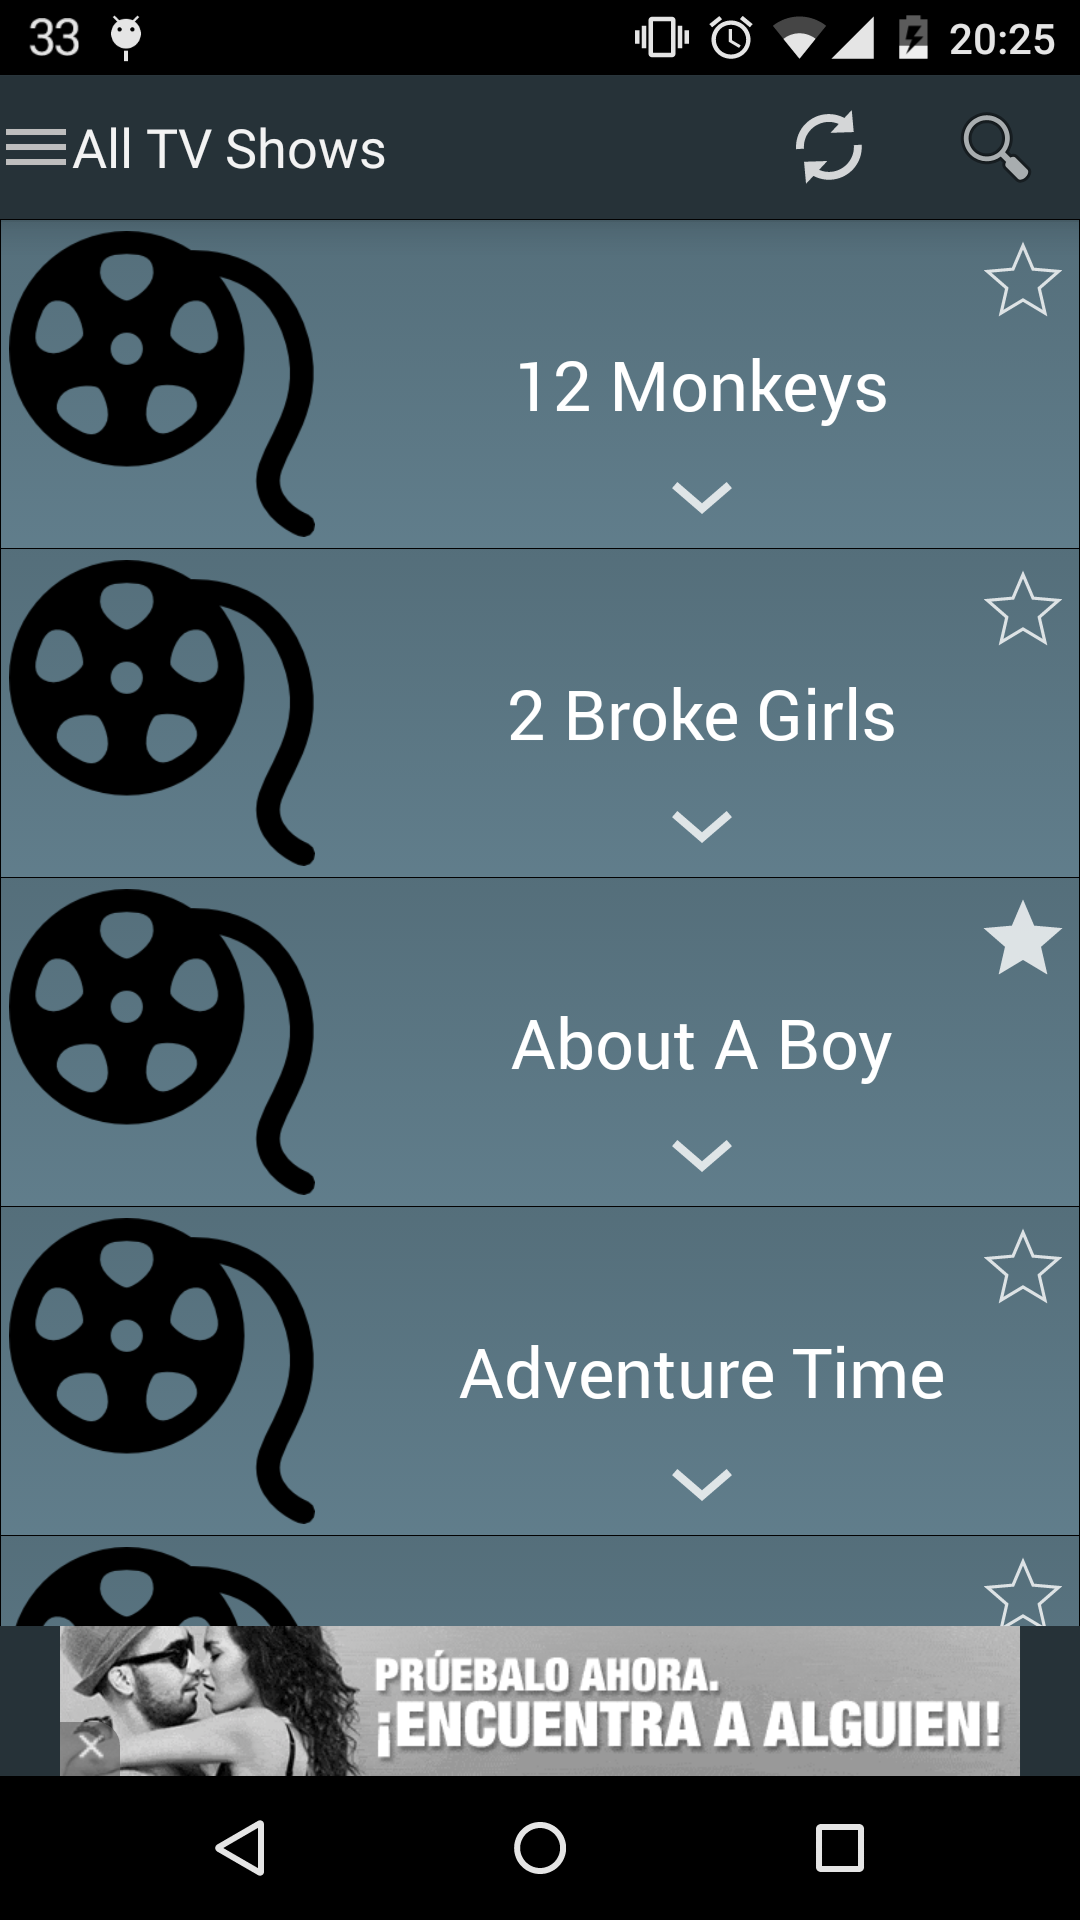 33
20:25
All TV Shows
12 Monkeys
2 Broke Girls
About A Boy
Adventure Time
PRÚEBALO AHORA.
¡ENCUENTRA A ALGUIEN!